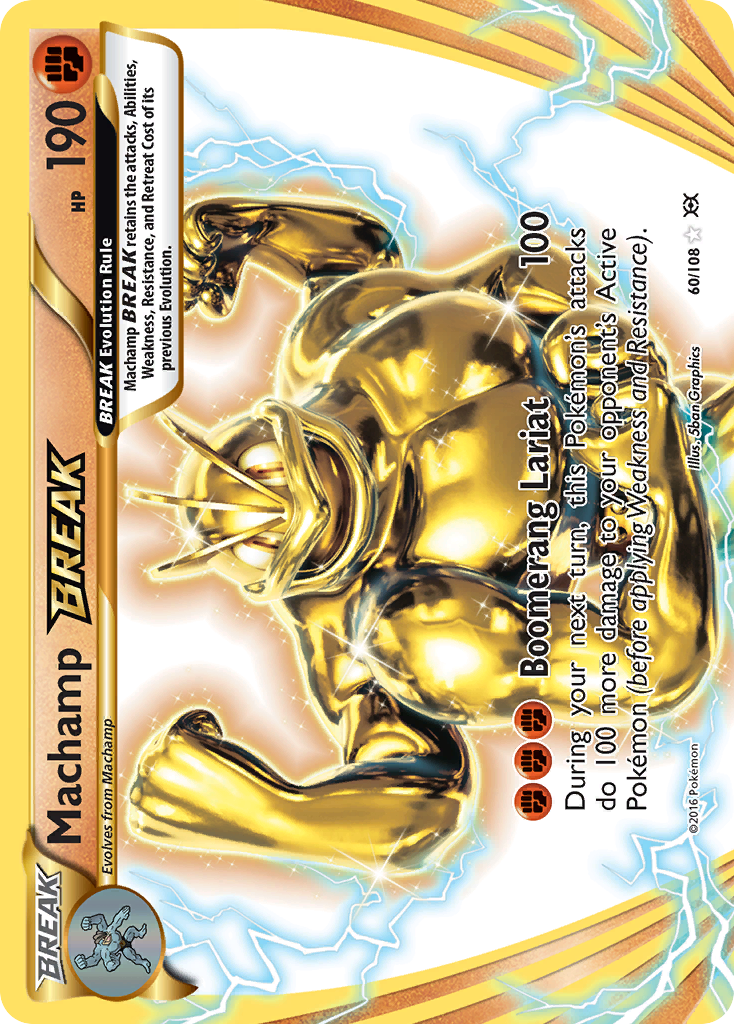 BREAK
Machamp BREAK
HP 190
Evolves from Machamp
BREAK Evolution Rule
Machamp BREAK retains the attacks, Abilities,
Weakness, Resistance, and Retreat Cost of its
previous Evolution.
Boomerang Lariat 100
During your next turn, this Pokémon's attacks
do 100 more damage to your opponent's Active
Pokémon (before applying Weakness and Resistance).
Illus. 5ban Graphics
©2016 Pokémon
60/108